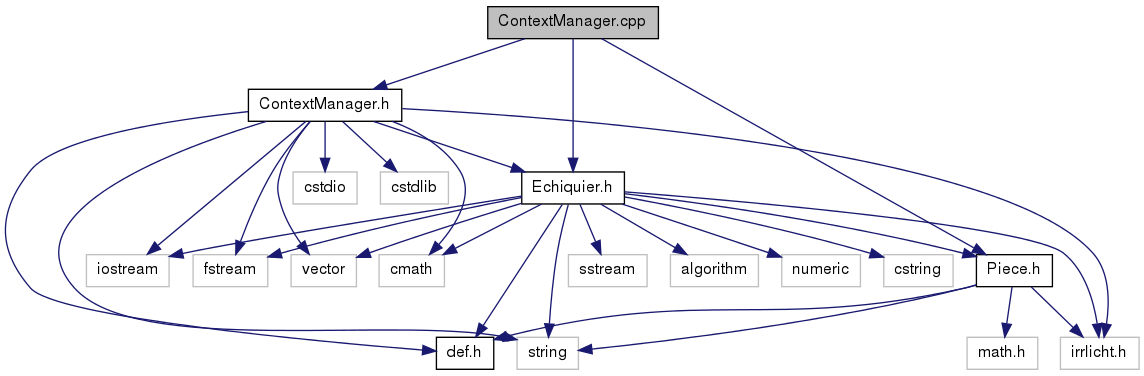 ContextManager.cpp
ContextManager.h
cstdio
cstdlib
Echiquier.h
iostream
fstream
vector
cmath
sstream
algorithm
numeric
cstring
Piece.h
def.h
string
math.h
irrlicht.h